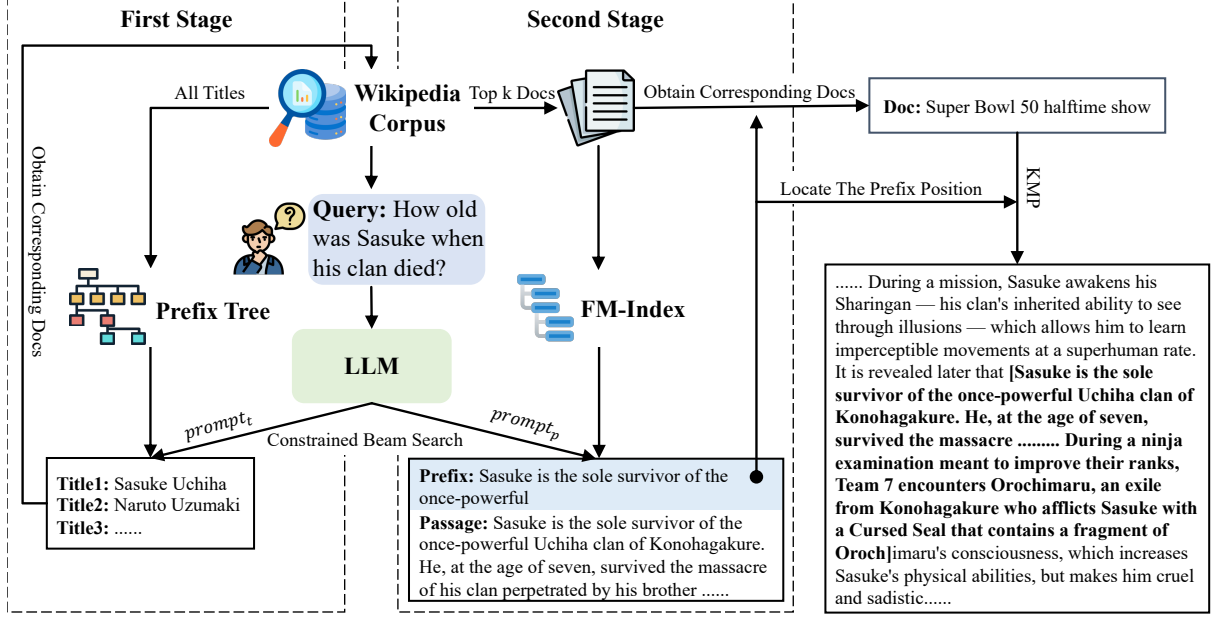 First Stage
Second Stage
All Titles
Wikipedia
Corpus
Top k Docs
Obtain Corresponding Docs
Doc: Super Bowl 50 halftime show
Obtain Corresponding Docs
Query: How old
was Sasuke when
his clan died?
Locate The Prefix Position
KMP
Prefix Tree
FM-Index
LLM
prompt_t
prompt_p
Constrained Beam Search
Title1: Sasuke Uchiha
Title2: Naruto Uzumaki
Title3: ......
Prefix: Sasuke is the sole survivor of the
once-powerful
Passage: Sasuke is the sole survivor of the
once-powerful Uchiha clan of Konohagakure.
He, at the age of seven, survived the massacre
of his clan perpetrated by his brother ......
...... During a mission, Sasuke awakens his
Sharingan — his clan's inherited ability to see
through illusions — which allows him to learn
imperceptible movements at a superhuman rate.
It is revealed later that [Sasuke is the sole
survivor of the once-powerful Uchiha clan of
Konohagakure. He, at the age of seven,
survived the massacre ......... During a ninja
examination meant to improve their ranks,
Team 7 encounters Orochimaru, an exile
from Konohagakure who afflicts Sasuke with
a Cursed Seal that contains a fragment of
Oroch]imaru's consciousness, which increases
Sasuke's physical abilities, but makes him cruel
and sadistic......